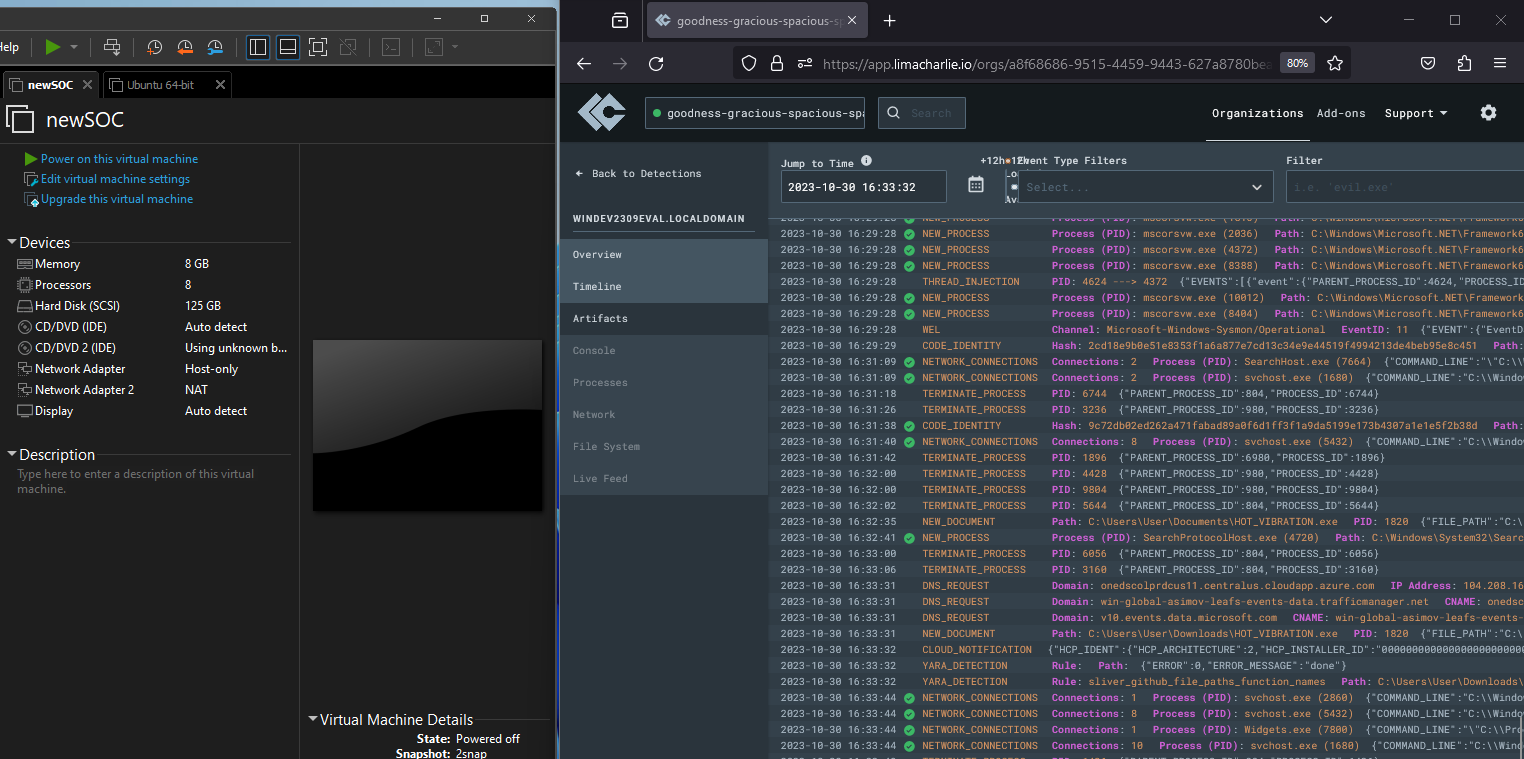 Help
newSOC
Ubuntu 64-bit
newSOC
Power on this virtual machine
Edit virtual machine settings
Upgrade this virtual machine
Devices
Memory 8 GB
Processors 8
Hard Disk (SCSI) 125 GB
CD/DVD (IDE) Auto detect
CD/DVD 2 (IDE) Using unknown b...
Network Adapter Host-only
Network Adapter 2 NAT
Display Auto detect
Description
Type here to enter a description of this virtual
machine.
Virtual Machine Details
State: Powered off
Snapshot: 2snap
goodness-gracious-spacious-sp
https://app.limacharlie.io/orgs/a8f68686-9515-4459-9443-627a8780bea 80%
goodness-gracious-spacious-spa
Search
Organizations Add-ons Support
Back to Detections
WINDEV2309EVAL.LOCALDOMAIN
Overview
Timeline
Artifacts
Console
Processes
Network
File System
Live Feed
Jump to Time
2023-10-30 16:33:32
Event Type Filters
Select...
Filter
i.e. 'evil.exe'
2023-10-30 16:29:28 NEW_PROCESS Process (PID): mscorsvw.exe Path: C:\Windows\Microsoft.NET\Framework6
2023-10-30 16:29:28 NEW_PROCESS Process (PID): mscorsvw.exe (2036) Path: C:\Windows\Microsoft.NET\Framework6
2023-10-30 16:29:28 NEW_PROCESS Process (PID): mscorsvw.exe (4372) Path: C:\Windows\Microsoft.NET\Framework6
2023-10-30 16:29:28 NEW_PROCESS Process (PID): mscorsvw.exe (8388) Path: C:\Windows\Microsoft.NET\Framework6
2023-10-30 16:29:28 THREAD_INJECTION PID: 4624 ---> 4372 {"EVENTS":[{"event":{"PARENT_PROCESS_ID":4624,"PROCESS_ID
2023-10-30 16:29:28 NEW_PROCESS Process (PID): mscorsvw.exe (10012) Path: C:\Windows\Microsoft.NET\Framework
2023-10-30 16:29:28 NEW_PROCESS Process (PID): mscorsvw.exe (8404) Path: C:\Windows\Microsoft.NET\Framework6
2023-10-30 16:29:28 WEL Channel: Microsoft-Windows-Sysmon/Operational EventID: 11 {"EVENT":{"EventD
2023-10-30 16:29:29 CODE_IDENTITY Hash: 2cd18e9b0e51e8353f1a6a877e7cd13c34e9e44519f4994213de4beb95e8c451 Path:
2023-10-30 16:31:09 NETWORK_CONNECTIONS Connections: 2 Process (PID): SearchHost.exe (7664) {"COMMAND_LINE":"\"C:\\
2023-10-30 16:31:09 NETWORK_CONNECTIONS Connections: 2 Process (PID): svchost.exe (1680) {"COMMAND_LINE":"C:\\Window
2023-10-30 16:31:18 TERMINATE_PROCESS PID: 6744 {"PARENT_PROCESS_ID":804,"PROCESS_ID":6744}
2023-10-30 16:31:26 TERMINATE_PROCESS PID: 3236 {"PARENT_PROCESS_ID":980,"PROCESS_ID":3236}
2023-10-30 16:31:38 CODE_IDENTITY Hash: 9c72db02ed262a471fabad89a0f6d1ff3f1a9da5199e173b4307a1e1e5f2b38d Path:
2023-10-30 16:31:40 NETWORK_CONNECTIONS Connections: 8 Process (PID): svchost.exe (5432) {"COMMAND_LINE":"C:\\Window
2023-10-30 16:31:42 TERMINATE_PROCESS PID: 1896 {"PARENT_PROCESS_ID":6980,"PROCESS_ID":1896}
2023-10-30 16:32:00 TERMINATE_PROCESS PID: 4428 {"PARENT_PROCESS_ID":980,"PROCESS_ID":4428}
2023-10-30 16:32:00 TERMINATE_PROCESS PID: 9804 {"PARENT_PROCESS_ID":980,"PROCESS_ID":9804}
2023-10-30 16:32:02 TERMINATE_PROCESS PID: 5644 {"PARENT_PROCESS_ID":980,"PROCESS_ID":5644}
2023-10-30 16:32:35 NEW_DOCUMENT Path: C:\Users\User\Documents\HOT_VIBRATION.exe PID: 1820 {"FILE_PATH":"C:\
2023-10-30 16:32:41 NEW_PROCESS Process (PID): SearchProtocolHost.exe (4720) Path: C:\Windows\System32\Searc
2023-10-30 16:33:00 TERMINATE_PROCESS PID: 6056 {"PARENT_PROCESS_ID":804,"PROCESS_ID":6056}
2023-10-30 16:33:06 TERMINATE_PROCESS PID: 3160 {"PARENT_PROCESS_ID":804,"PROCESS_ID":3160}
2023-10-30 16:33:31 DNS_REQUEST Domain: onedscolprdcus11.centralus.cloudapp.azure.com IP Address: 104.208.16
2023-10-30 16:33:31 DNS_REQUEST Domain: win-global-asimov-leafs-events-data.trafficmanager.net CNAME: onedsc
2023-10-30 16:33:31 DNS_REQUEST Domain: v10.events.data.microsoft.com CNAME: win-global-asimov-leafs-events-
2023-10-30 16:33:31 NEW_DOCUMENT Path: C:\Users\User\Downloads\HOT_VIBRATION.exe PID: 1820 {"FILE_PATH":"C:\
2023-10-30 16:33:32 CLOUD_NOTIFICATION {"HCP_IDENT":{"HCP_ARCHITECTURE":2,"HCP_INSTALLER_ID":"0000000000000000000000
2023-10-30 16:33:32 YARA_DETECTION Rule: Path: {"ERROR":0,"ERROR_MESSAGE":"done"}
2023-10-30 16:33:32 YARA_DETECTION Rule: sliver_github_file_paths_function_names Path: C:\Users\User\Downloads\
2023-10-30 16:33:44 NETWORK_CONNECTIONS Connections: 1 Process (PID): svchost.exe (2860) {"COMMAND_LINE":"C:\\Window
2023-10-30 16:33:44 NETWORK_CONNECTIONS Connections: 8 Process (PID): svchost.exe (5432) {"COMMAND_LINE":"C:\\Window
2023-10-30 16:33:44 NETWORK_CONNECTIONS Connections: 1 Process (PID): Widgets.exe (7800) {"COMMAND_LINE":"\"C:\\Pro
2023-10-30 16:33:44 NETWORK_CONNECTIONS Connections: 10 Process (PID): svchost.exe (1680) {"COMMAND_LINE":"C:\\Win